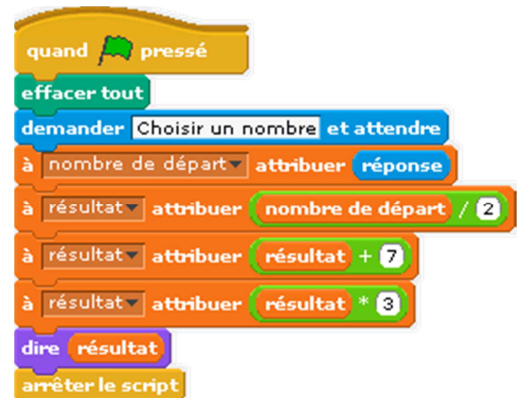 quand pressé
effacer tout
demander Choisir un nombre et attendre
à nombre de départ attribuer réponse
à résultat attribuer nombre de départ / 2
à résultat attribuer résultat + 7
à résultat attribuer résultat * 3
dire résultat
arrêter le script